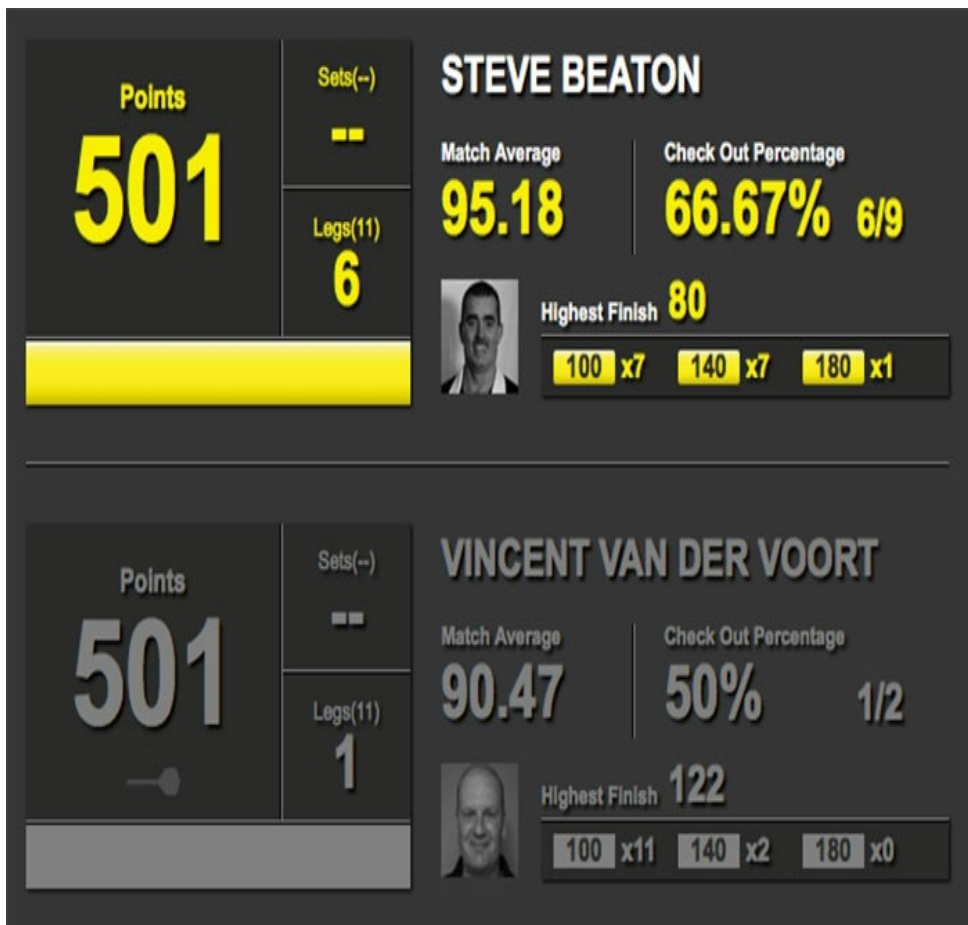 Points
501
Sets(--)
--
Legs(11)
6
STEVE BEATON
Match Average
95.18
Check Out Percentage
66.67% 6/9
Highest Finish 80
100 x7 140 x7 180 x1
Points
501
Sets(--)
--
Legs(11)
1
VINCENT VAN DER VOORT
Match Average
90.47
Check Out Percentage
50% 1/2
Highest Finish 122
100 x11 140 x2 180 x0